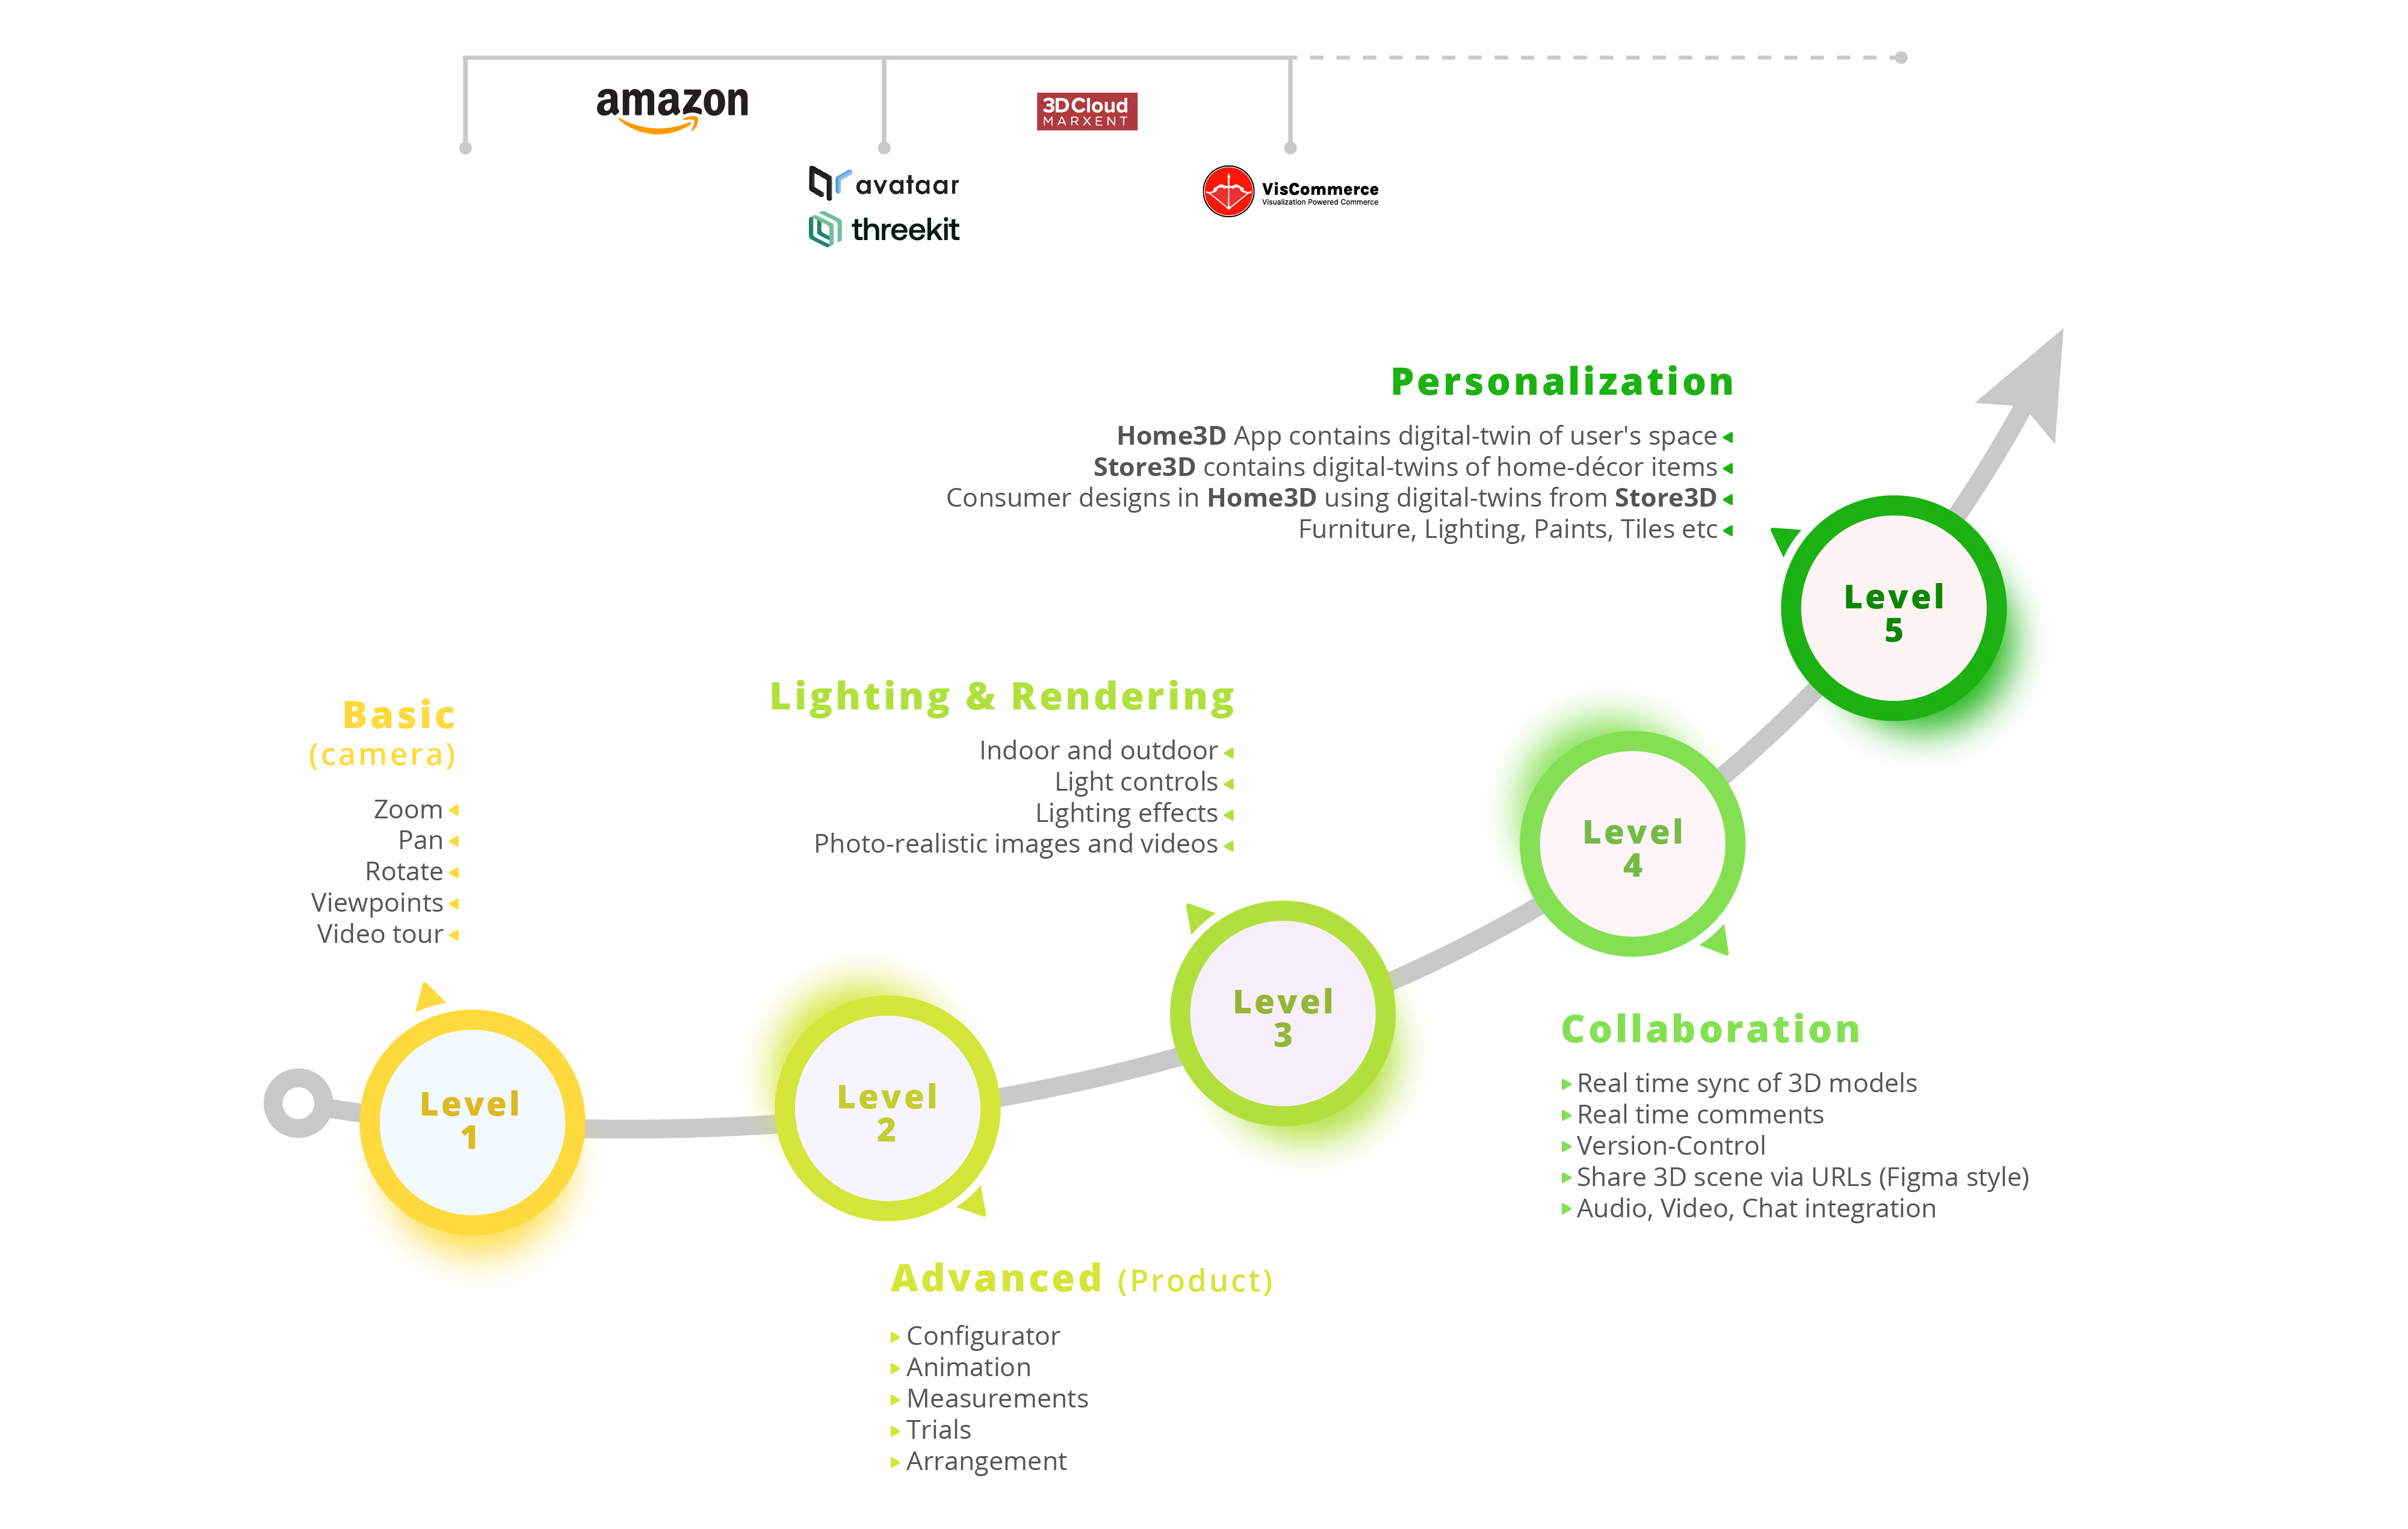 amazon
3DCloud
MARXENT
avataar
threekit
VisCommerce
Visualization Powered Commerce
Personalization
Home3D App contains digital-twin of user's space
Store3D contains digital-twins of home-décor items
Consumer designs in Home3D using digital-twins from Store3D
Furniture, Lighting, Paints, Tiles etc
Level
5
Lighting & Rendering
Indoor and outdoor
Light controls
Lighting effects
Photo-realistic images and videos
Basic
(camera)
Zoom
Pan
Rotate
Viewpoints
Video tour
Level
4
Level
3
Level
2
Level
1
Collaboration
Real time sync of 3D models
Real time comments
Version-Control
Share 3D scene via URLs (Figma style)
Audio, Video, Chat integration
Advanced (Product)
Configurator
Animation
Measurements
Trials
Arrangement